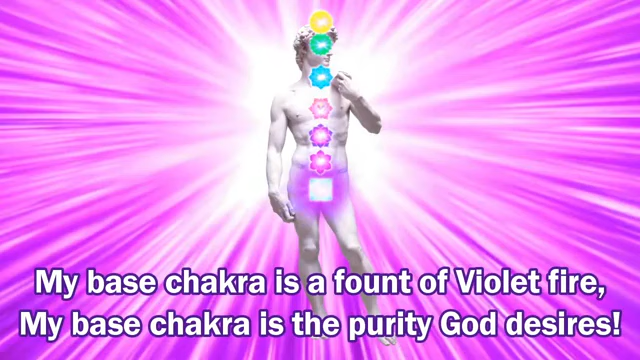 My base chakra is a fount of Violet fire,
My base chakra is the purity God desires!